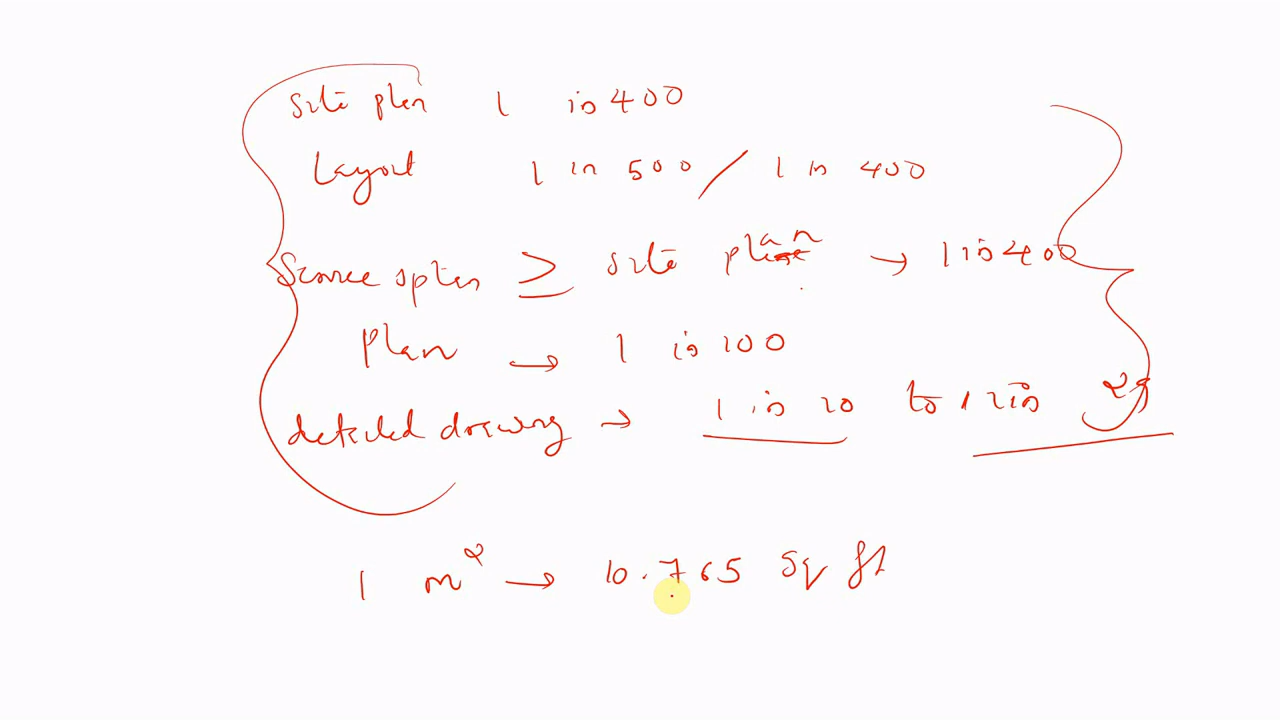 Site plan 1 in 400
Layout 1 in 500 / 1 in 400
Service plan ≥ site plan → 1 in 400
Plan → 1 in 100
detailed drawing → 1 in 20 to 1 in
1 m² → 10.765 Sq ft